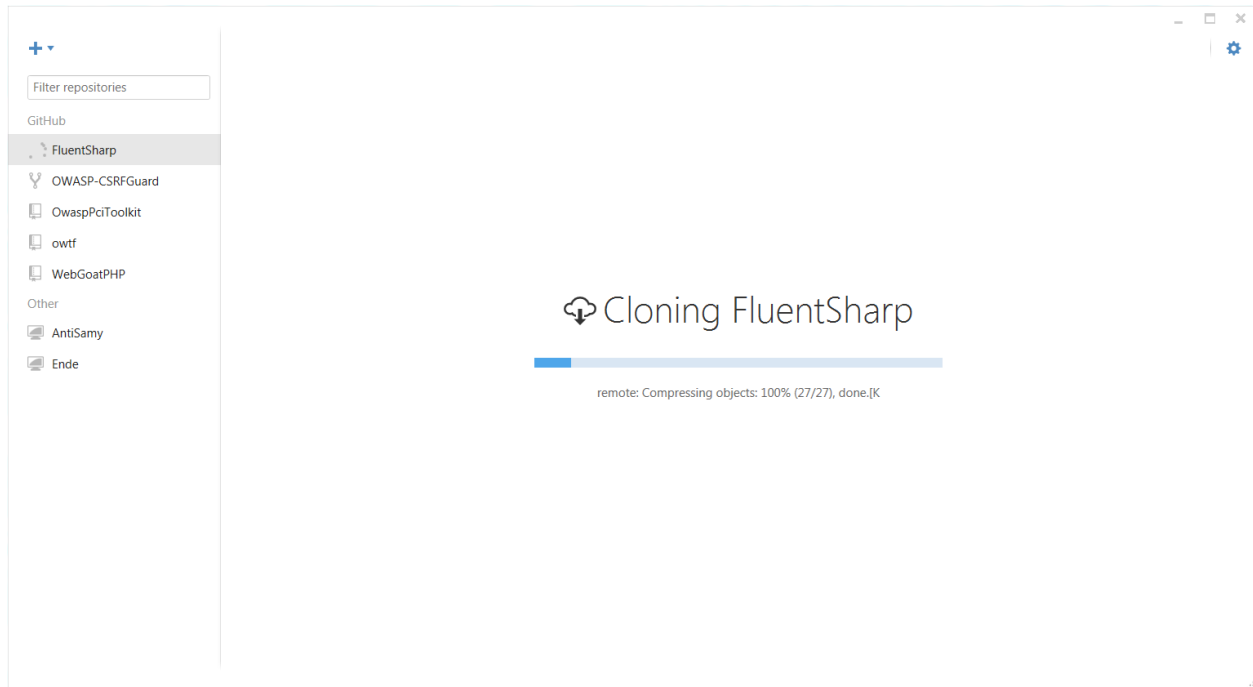 Filter repositories
GitHub
FluentSharp
OWASP-CSRFGuard
OwaspPciToolkit
owtf
WebGoatPHP
Other
AntiSamy
Ende
Cloning FluentSharp
remote: Compressing objects: 100% (27/27), done.[K